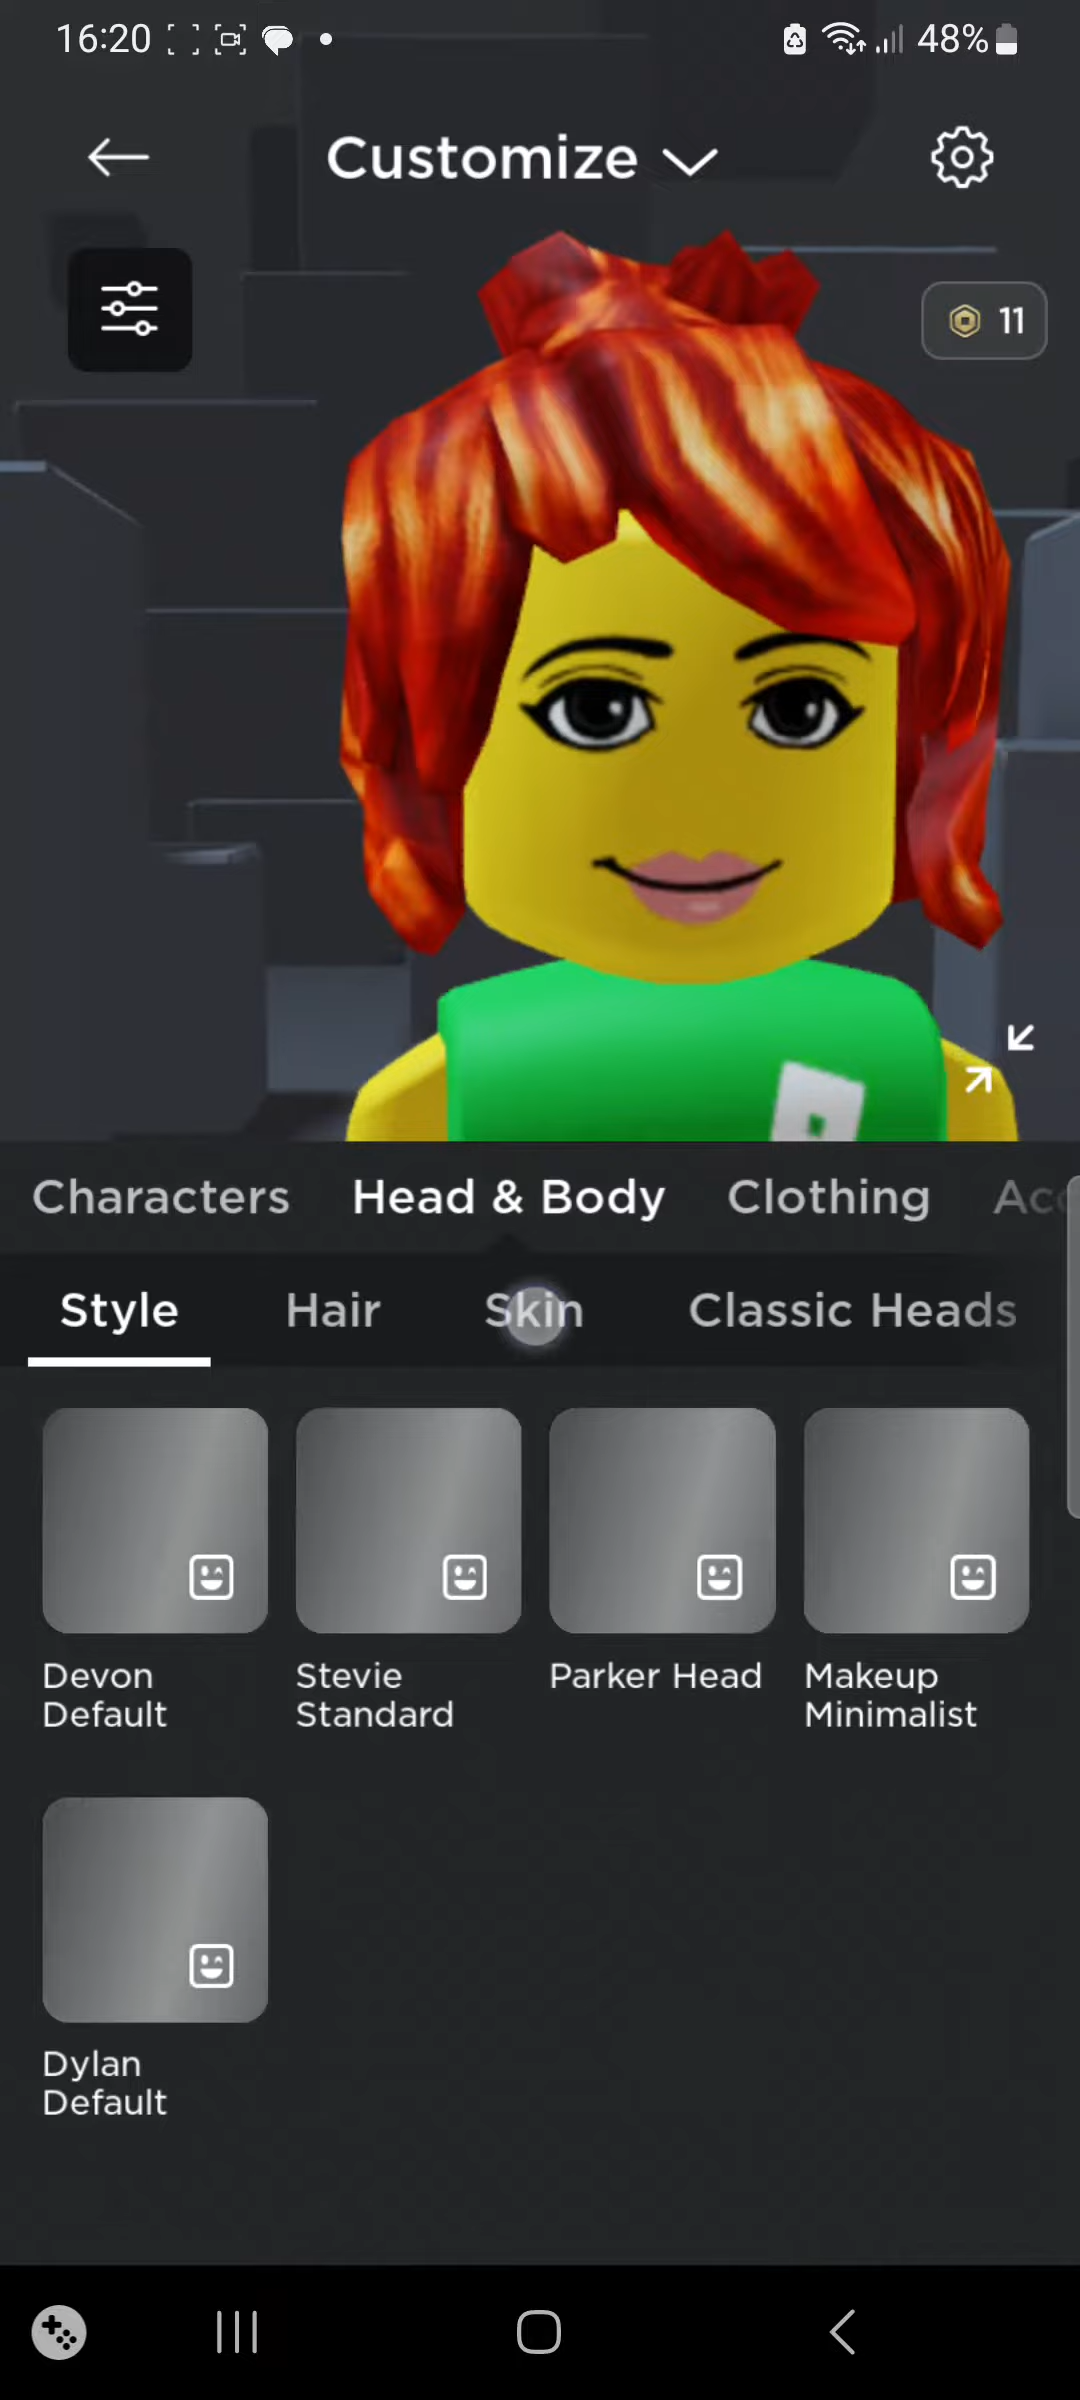 16:20
48%
Customize
11
Characters Head & Body Clothing Acc
Style Hair Skin Classic Heads
Devon Default
Stevie Standard
Parker Head
Makeup Minimalist
Dylan Default